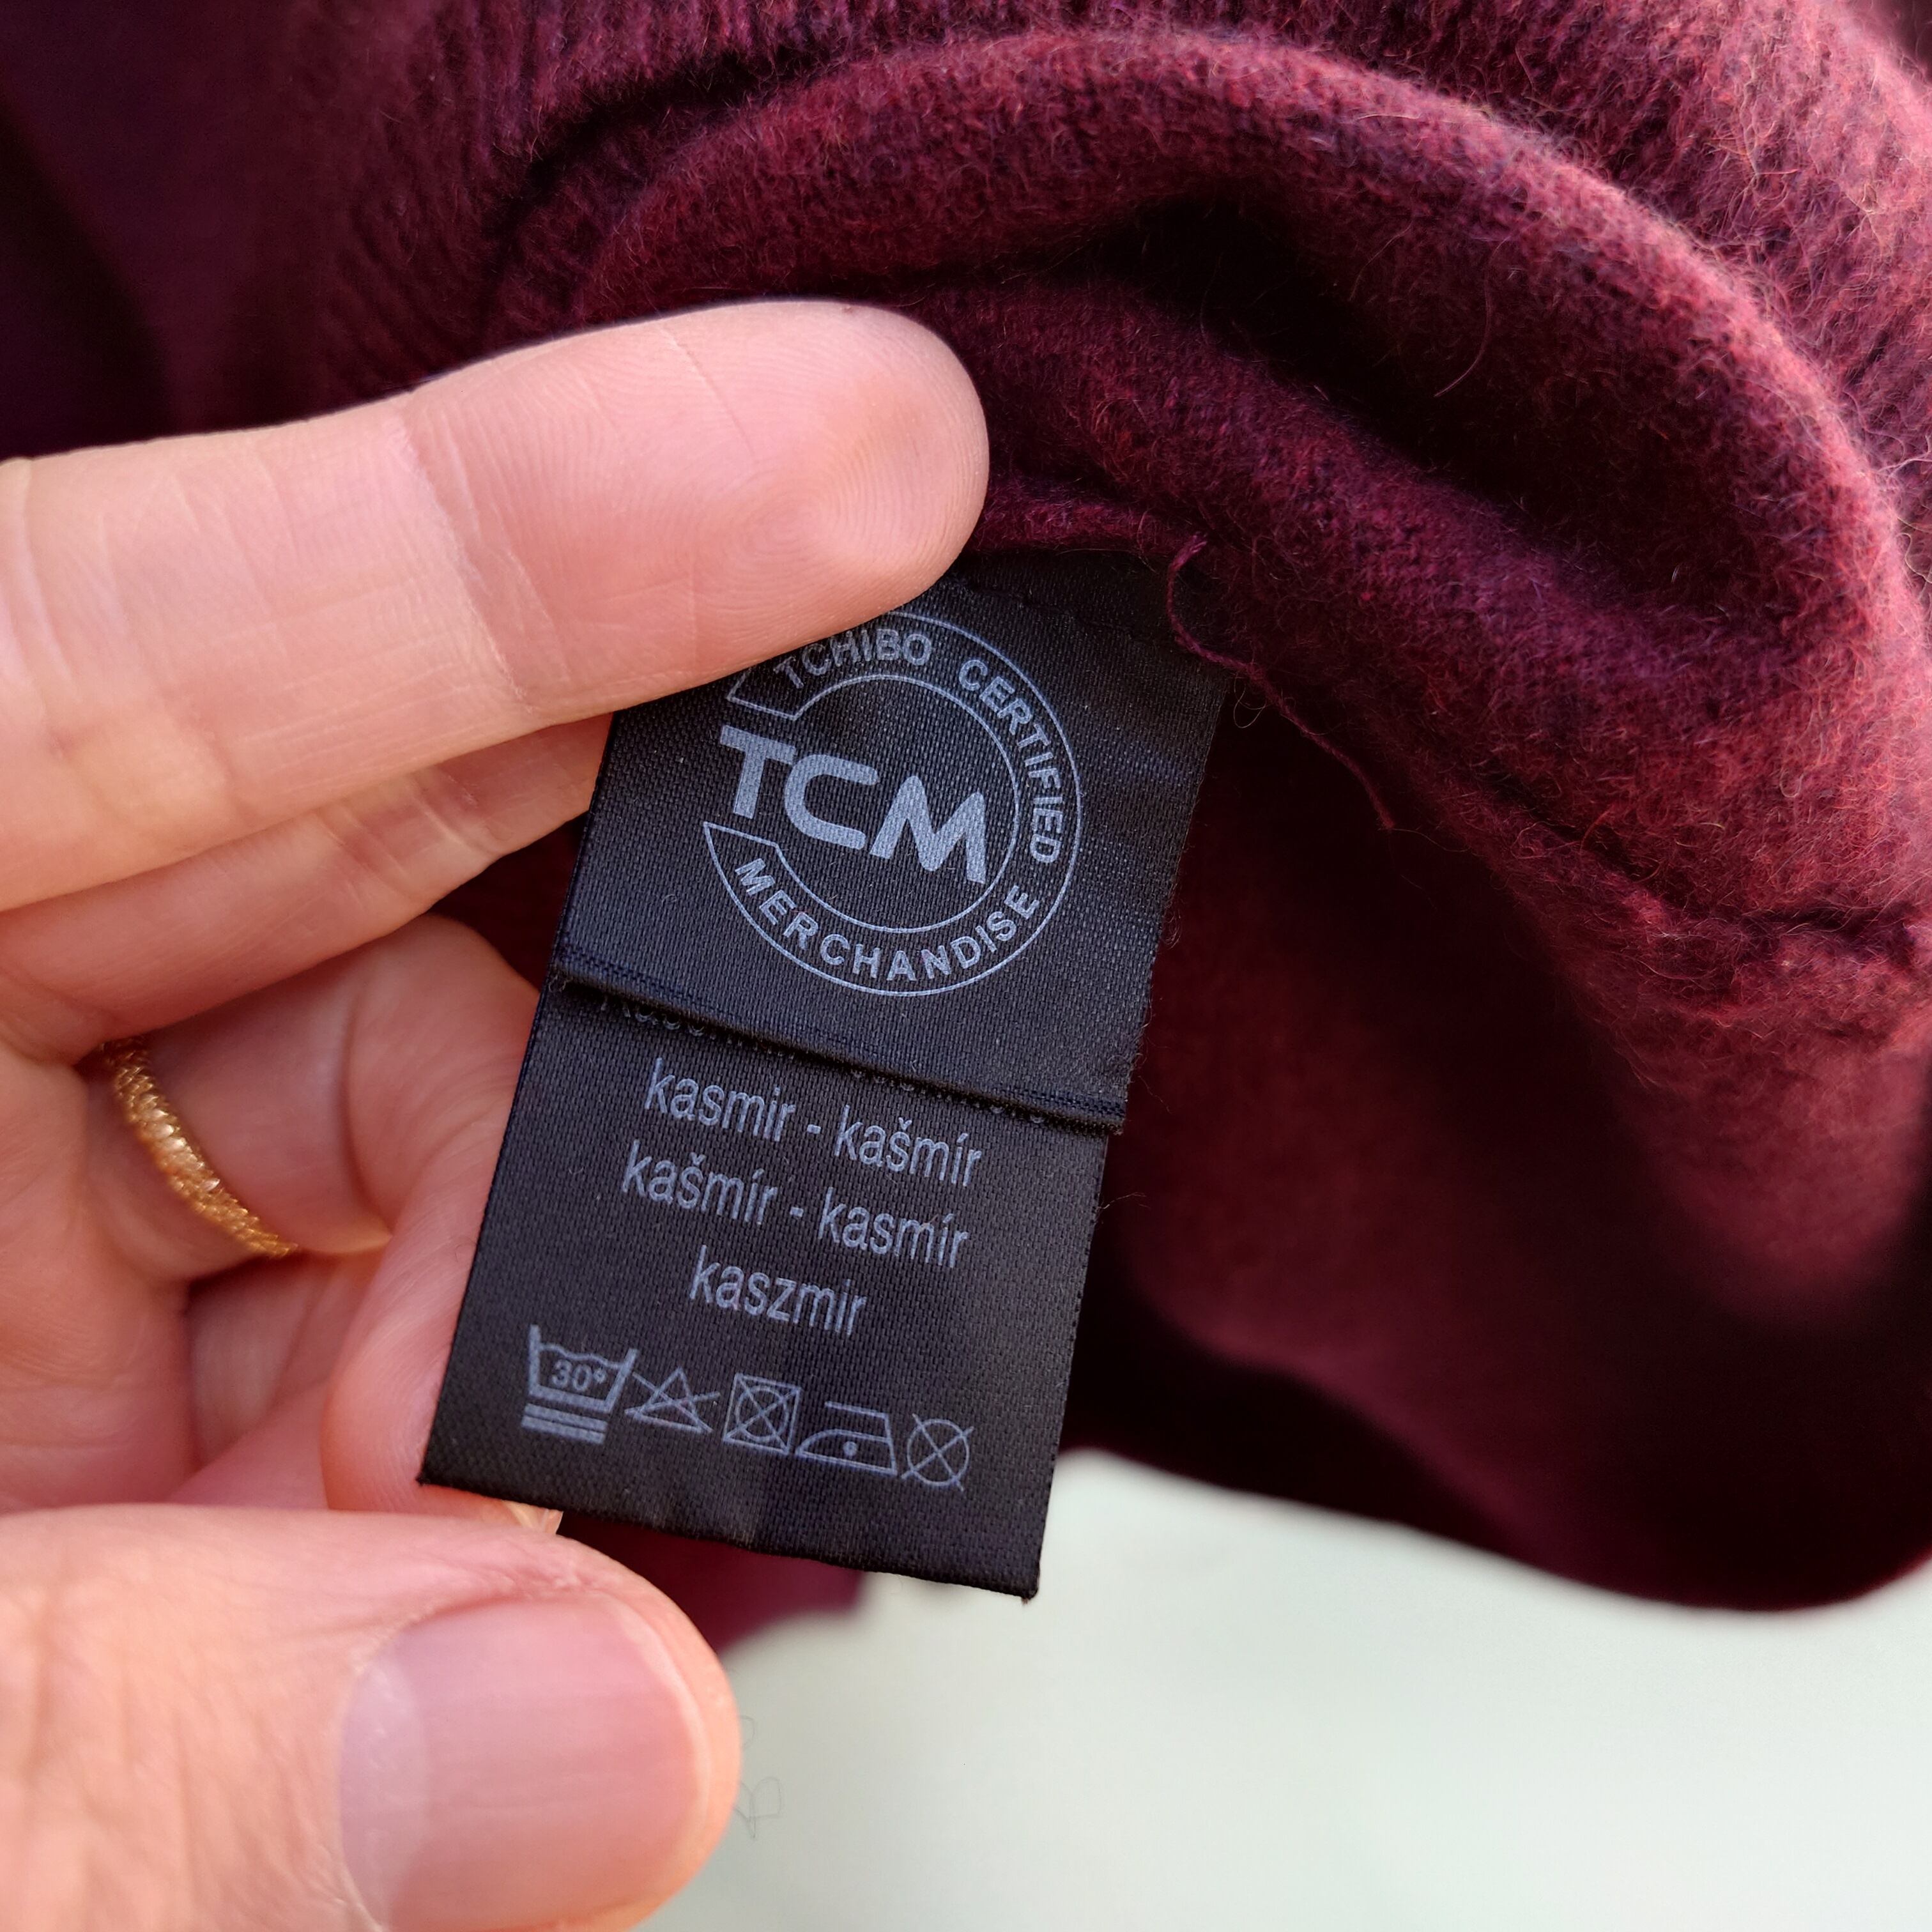 TCHIBO CERTIFIED
TCM
MERCHANDISE
kasmir - kašmír
kašmír - kasmír
kaszmir
30°